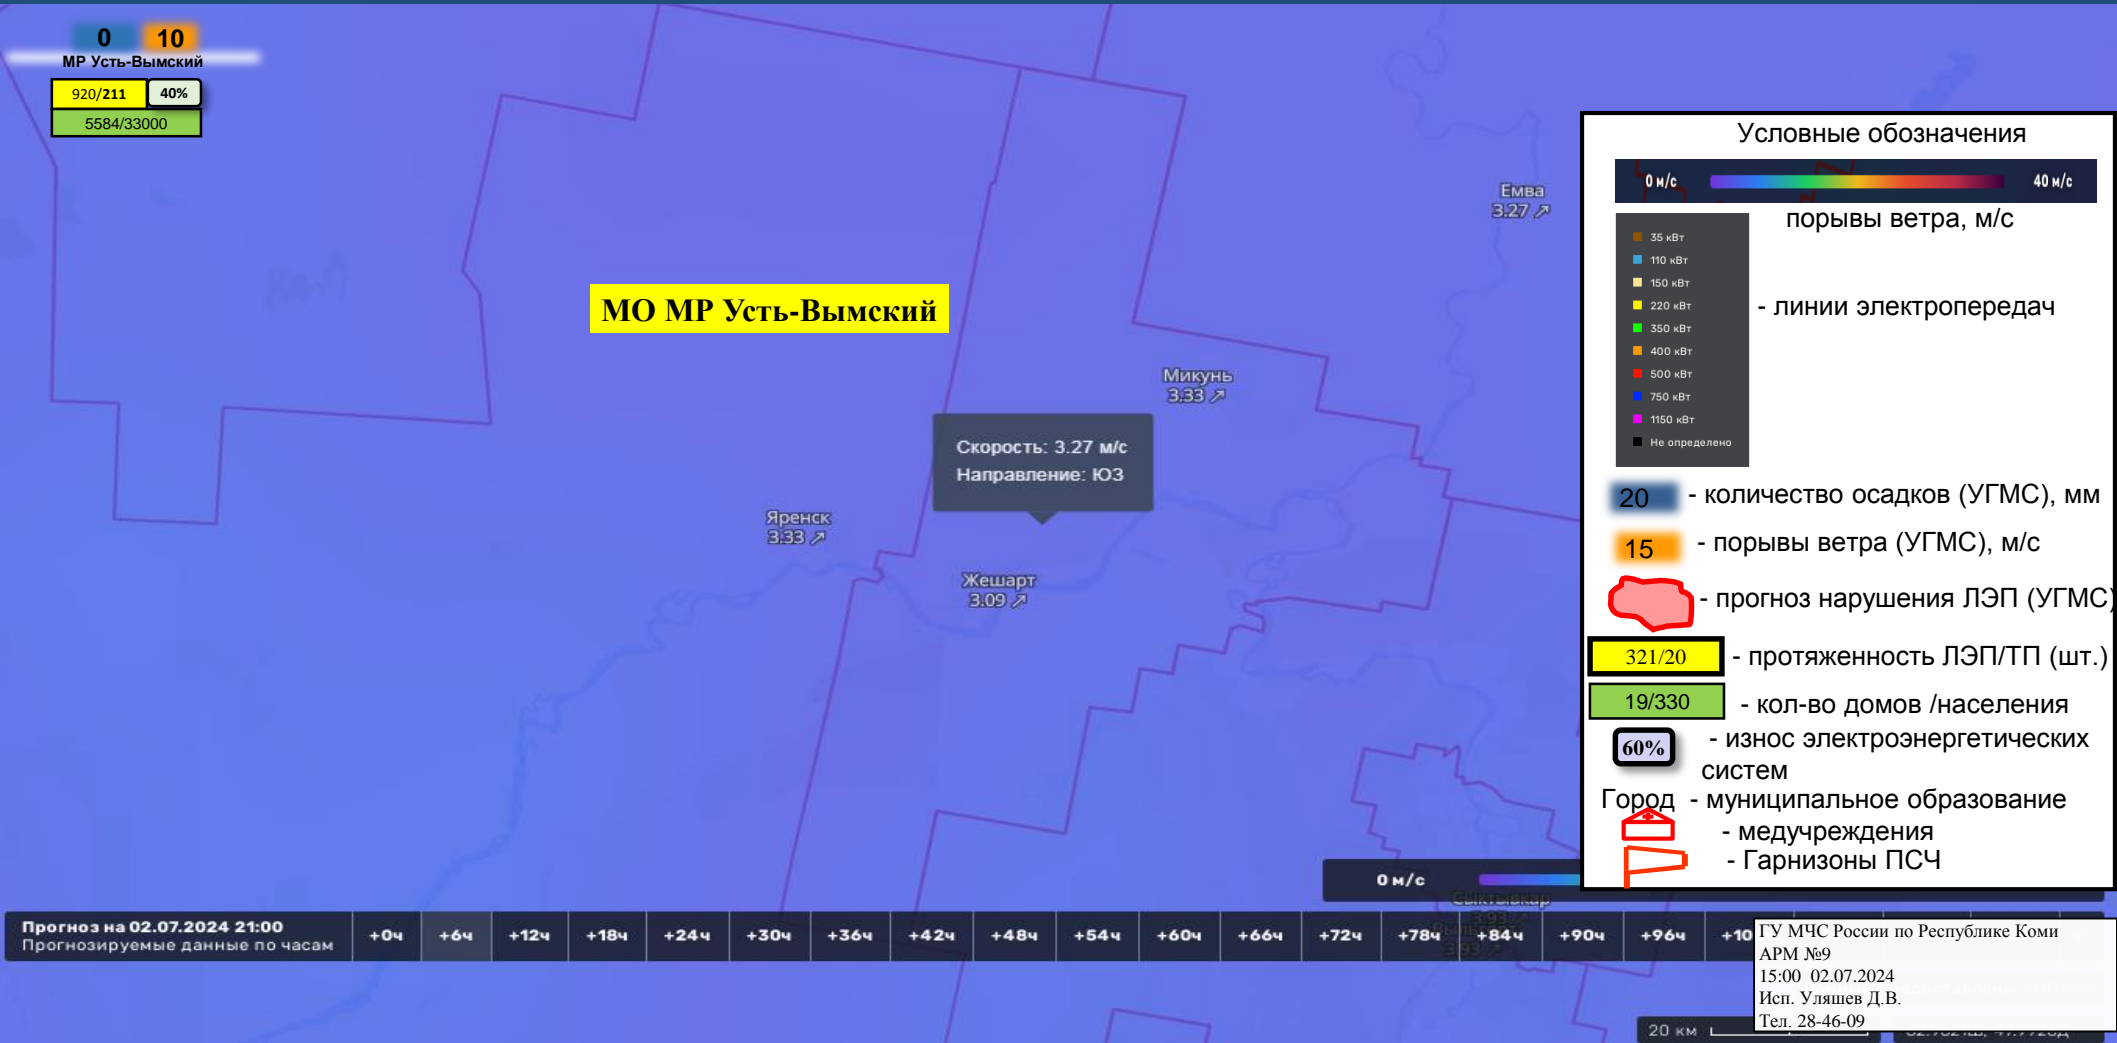 0 10
МР Усть-Вымский
920/211 40%
5584/33000
МО МР Усть-Вымский
Емва
3.27
Микунь
3.33
Скорость: 3.27 м/с
Направление: ЮЗ
Яренск
3.33
Жешарт
3.09
Условные обозначения
0 м/с 40 м/с
порывы ветра, м/с
35 кВт
110 кВт
150 кВт
220 кВт
350 кВт
400 кВт
500 кВт
750 кВт
1150 кВт
Не определено
- линии электропередач
20 - количество осадков (УГМС), мм
15 - порывы ветра (УГМС), м/с
- прогноз нарушения ЛЭП (УГМС)
321/20 - протяженность ЛЭП/ТП (шт.)
19/330 - кол-во домов /населения
60% - износ электроэнергетических
систем
Город - муниципальное образование
- медучреждения
- Гарнизоны ПСЧ
0 м/с
Сыктывкар
3.93
3.93
Прогноз на 02.07.2024 21:00
Прогнозируемые данные по часам
+0ч +6ч +12ч +18ч +24ч +30ч +36ч +42ч +48ч +54ч +60ч +66ч +72ч +78ч +84ч +90ч +96ч +10
ГУ МЧС России по Республике Коми
АРМ №9
15:00 02.07.2024
Исп. Уляшев Д.В.
Тел. 28-46-09
20 км